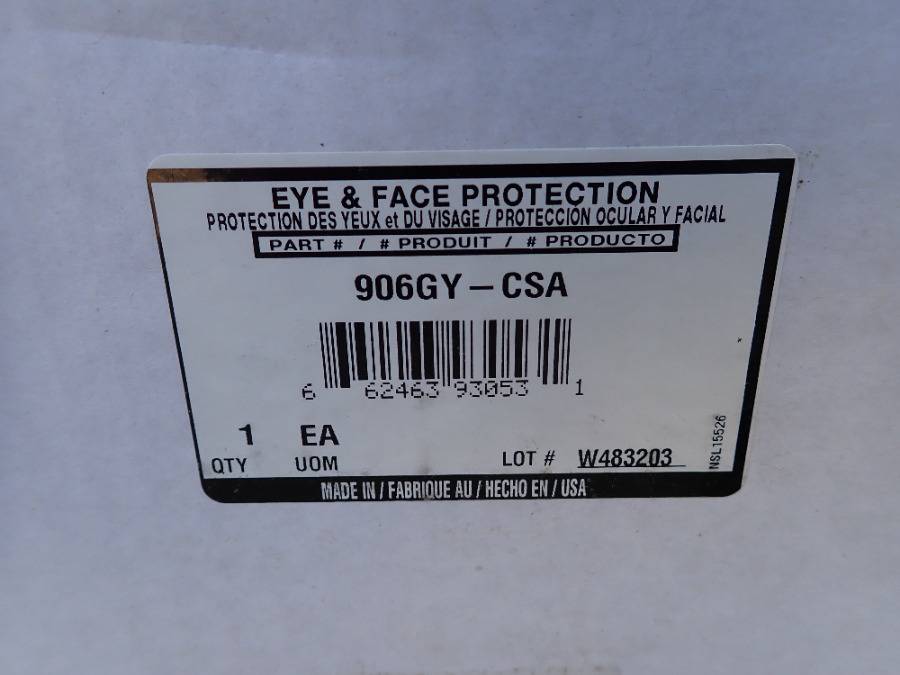 EYE & FACE PROTECTION
PROTECTION DES YEUX et DU VISAGE / PROTECCIÓN OCULAR Y FACIAL
PART # / # PRODUIT / # PRODUCTO
906GY – CSA
6 62463 93053 1
1 EA
QTY UOM LOT # W483203
NSL15526
MADE IN / FABRIQUE AU / HECHO EN / USA